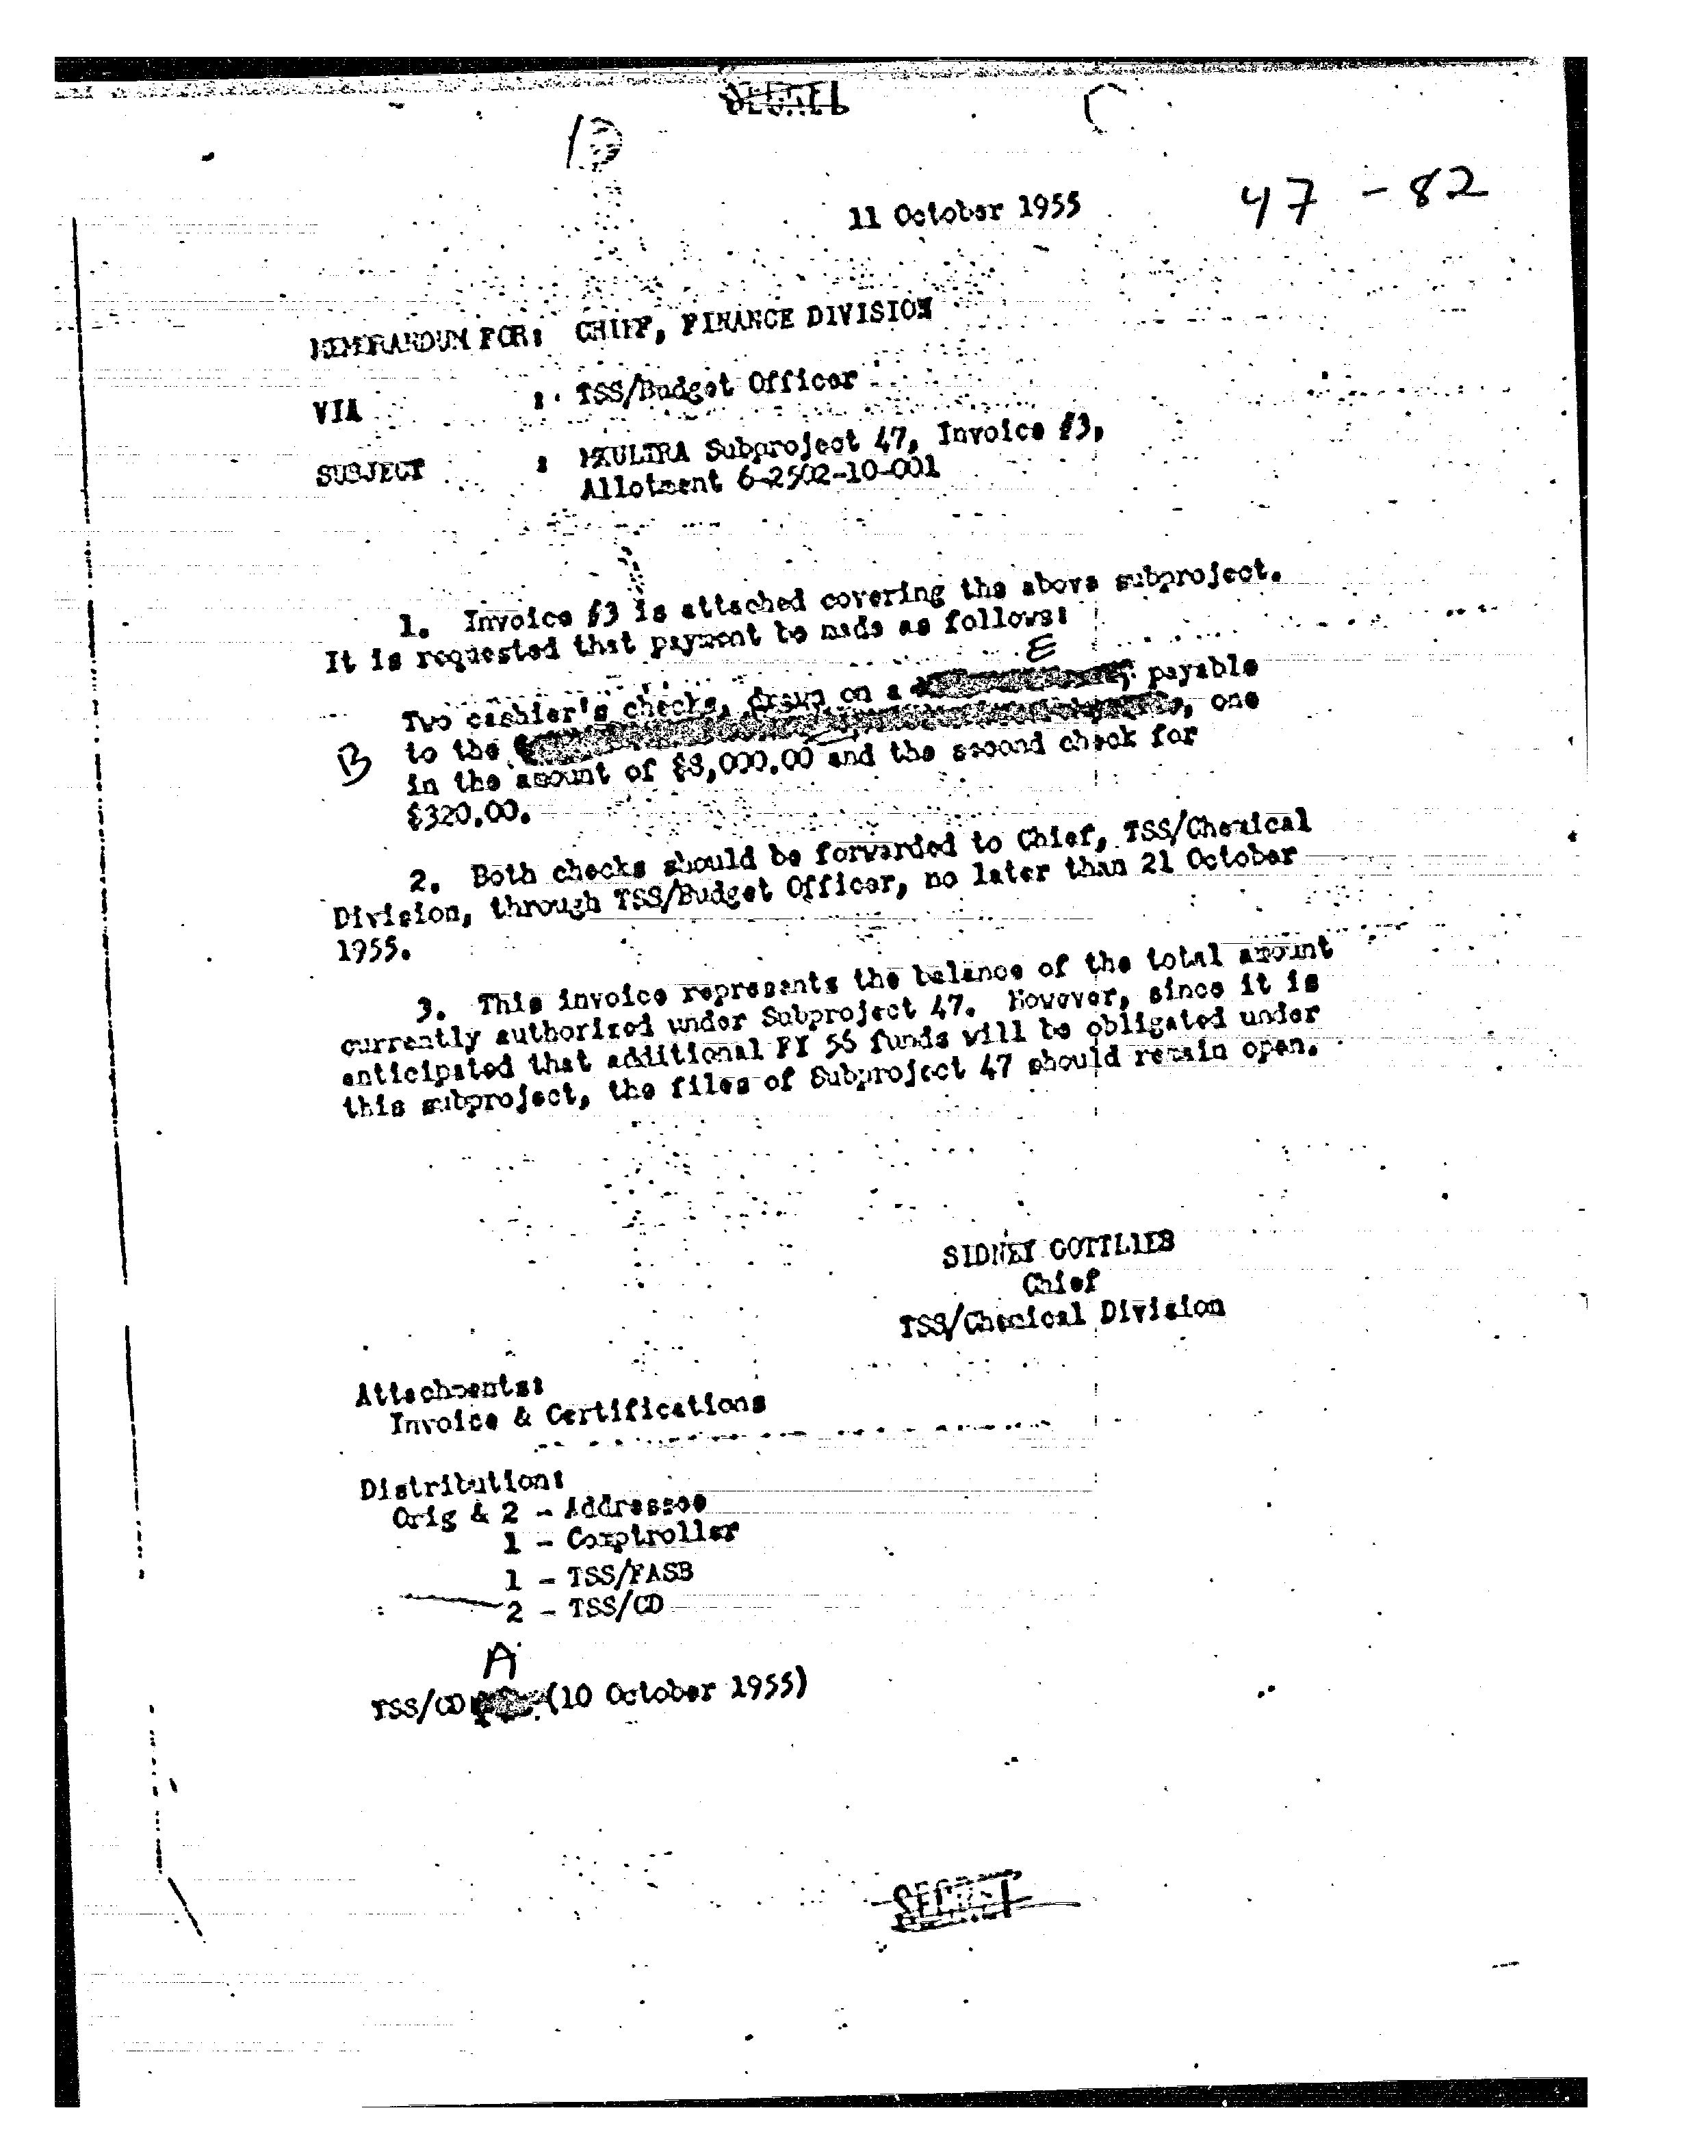 SECRET
13
11 October 1955
47 - 82
MEMORANDUM FOR: CHIEF, FINANCE DIVISION
VIA : TSS/Budget Officer
SUBJECT : MKULTRA Subproject 47, Invoice #3,
Allotment 6-2502-10-001
1. Invoice #3 is attached covering the above subproject.
It is requested that payment be made as follows:
E
Two cashier's checks, drawn on a payable
to the , one
B
in the amount of $8,000.00 and the second check for
$320.00.
2. Both checks should be forwarded to Chief, TSS/Chemical
Division, through TSS/Budget Officer, no later than 21 October
1955.
3. This invoice represents the balance of the total amount
currently authorized under Subproject 47. However, since it is
anticipated that additional FY 56 funds will be obligated under
this subproject, the files of Subproject 47 should remain open.
SIDNEY GOTTLIEB
Chief
TSS/Chemical Division
Attachments:
Invoice & Certifications
Distribution:
Orig & 2 - Addressee
1 - Comptroller
1 - TSS/FASB
2 - TSS/CD
A
TSS/CD (10 October 1955)
SECRET